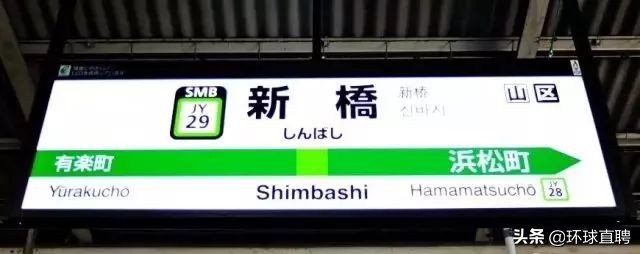 SMB
JY
29
新橋
しんばし
新桥
신바시
山 区
有楽町
浜松町
Yūrakuchō
Shimbashi
Hamamatsuchō
JY
28
头条 @环球直聘